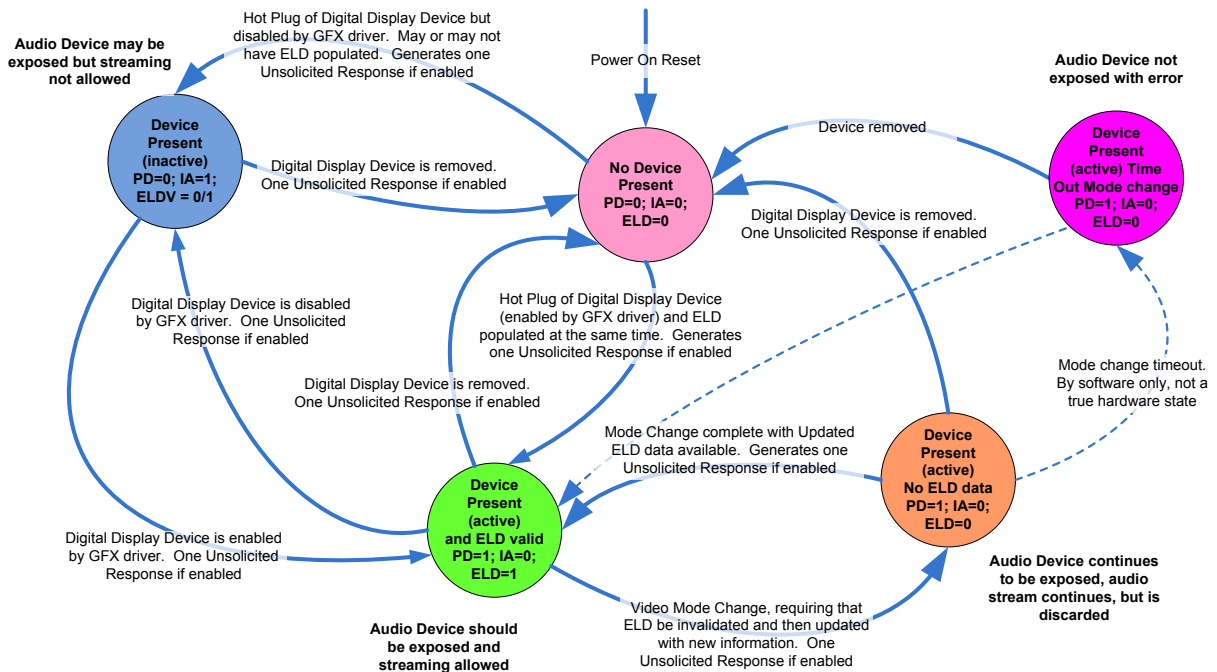 Hot Plug of Digital Display Device but
disabled by GFX driver.  May or may not
have ELD populated.  Generates one
Unsolicited Response if enabled
Audio Device may be
exposed but streaming
not allowed
Power On Reset
Audio Device not
exposed with error
Device
Present
(inactive)
PD=0; IA=1;
ELDV = 0/1
Digital Display Device is removed.
One Unsolicited Response if enabled
No Device
Present
PD=0; IA=0;
ELD=0
Device removed
Device
Present
(active) Time
Out Mode change
PD=1; IA=0;
ELD=0
Digital Display Device is removed.
One Unsolicited Response if enabled
Digital Display Device is disabled
by GFX driver.  One Unsolicited
Response if enabled
Hot Plug of Digital Display Device
(enabled by GFX driver) and ELD
populated at the same time.  Generates
one Unsolicited Response if enabled
Digital Display Device is removed.
One Unsolicited Response if enabled
Mode change timeout.
By software only, not a
true hardware state
Mode Change complete with Updated
ELD data available.  Generates one
Unsolicited Response if enabled
Device
Present
(active)
No ELD data
PD=1; IA=0;
ELD=0
Device
Present
(active)
and ELD valid
PD=1; IA=0;
ELD=1
Digital Display Device is enabled
by GFX driver.  One Unsolicited
Response if enabled
Audio Device continues
to be exposed, audio
stream continues, but is
discarded
Audio Device should
be exposed and
streaming allowed
Video Mode Change, requiring that
ELD be invalidated and then updated
with new information.  One
Unsolicited Response if enabled